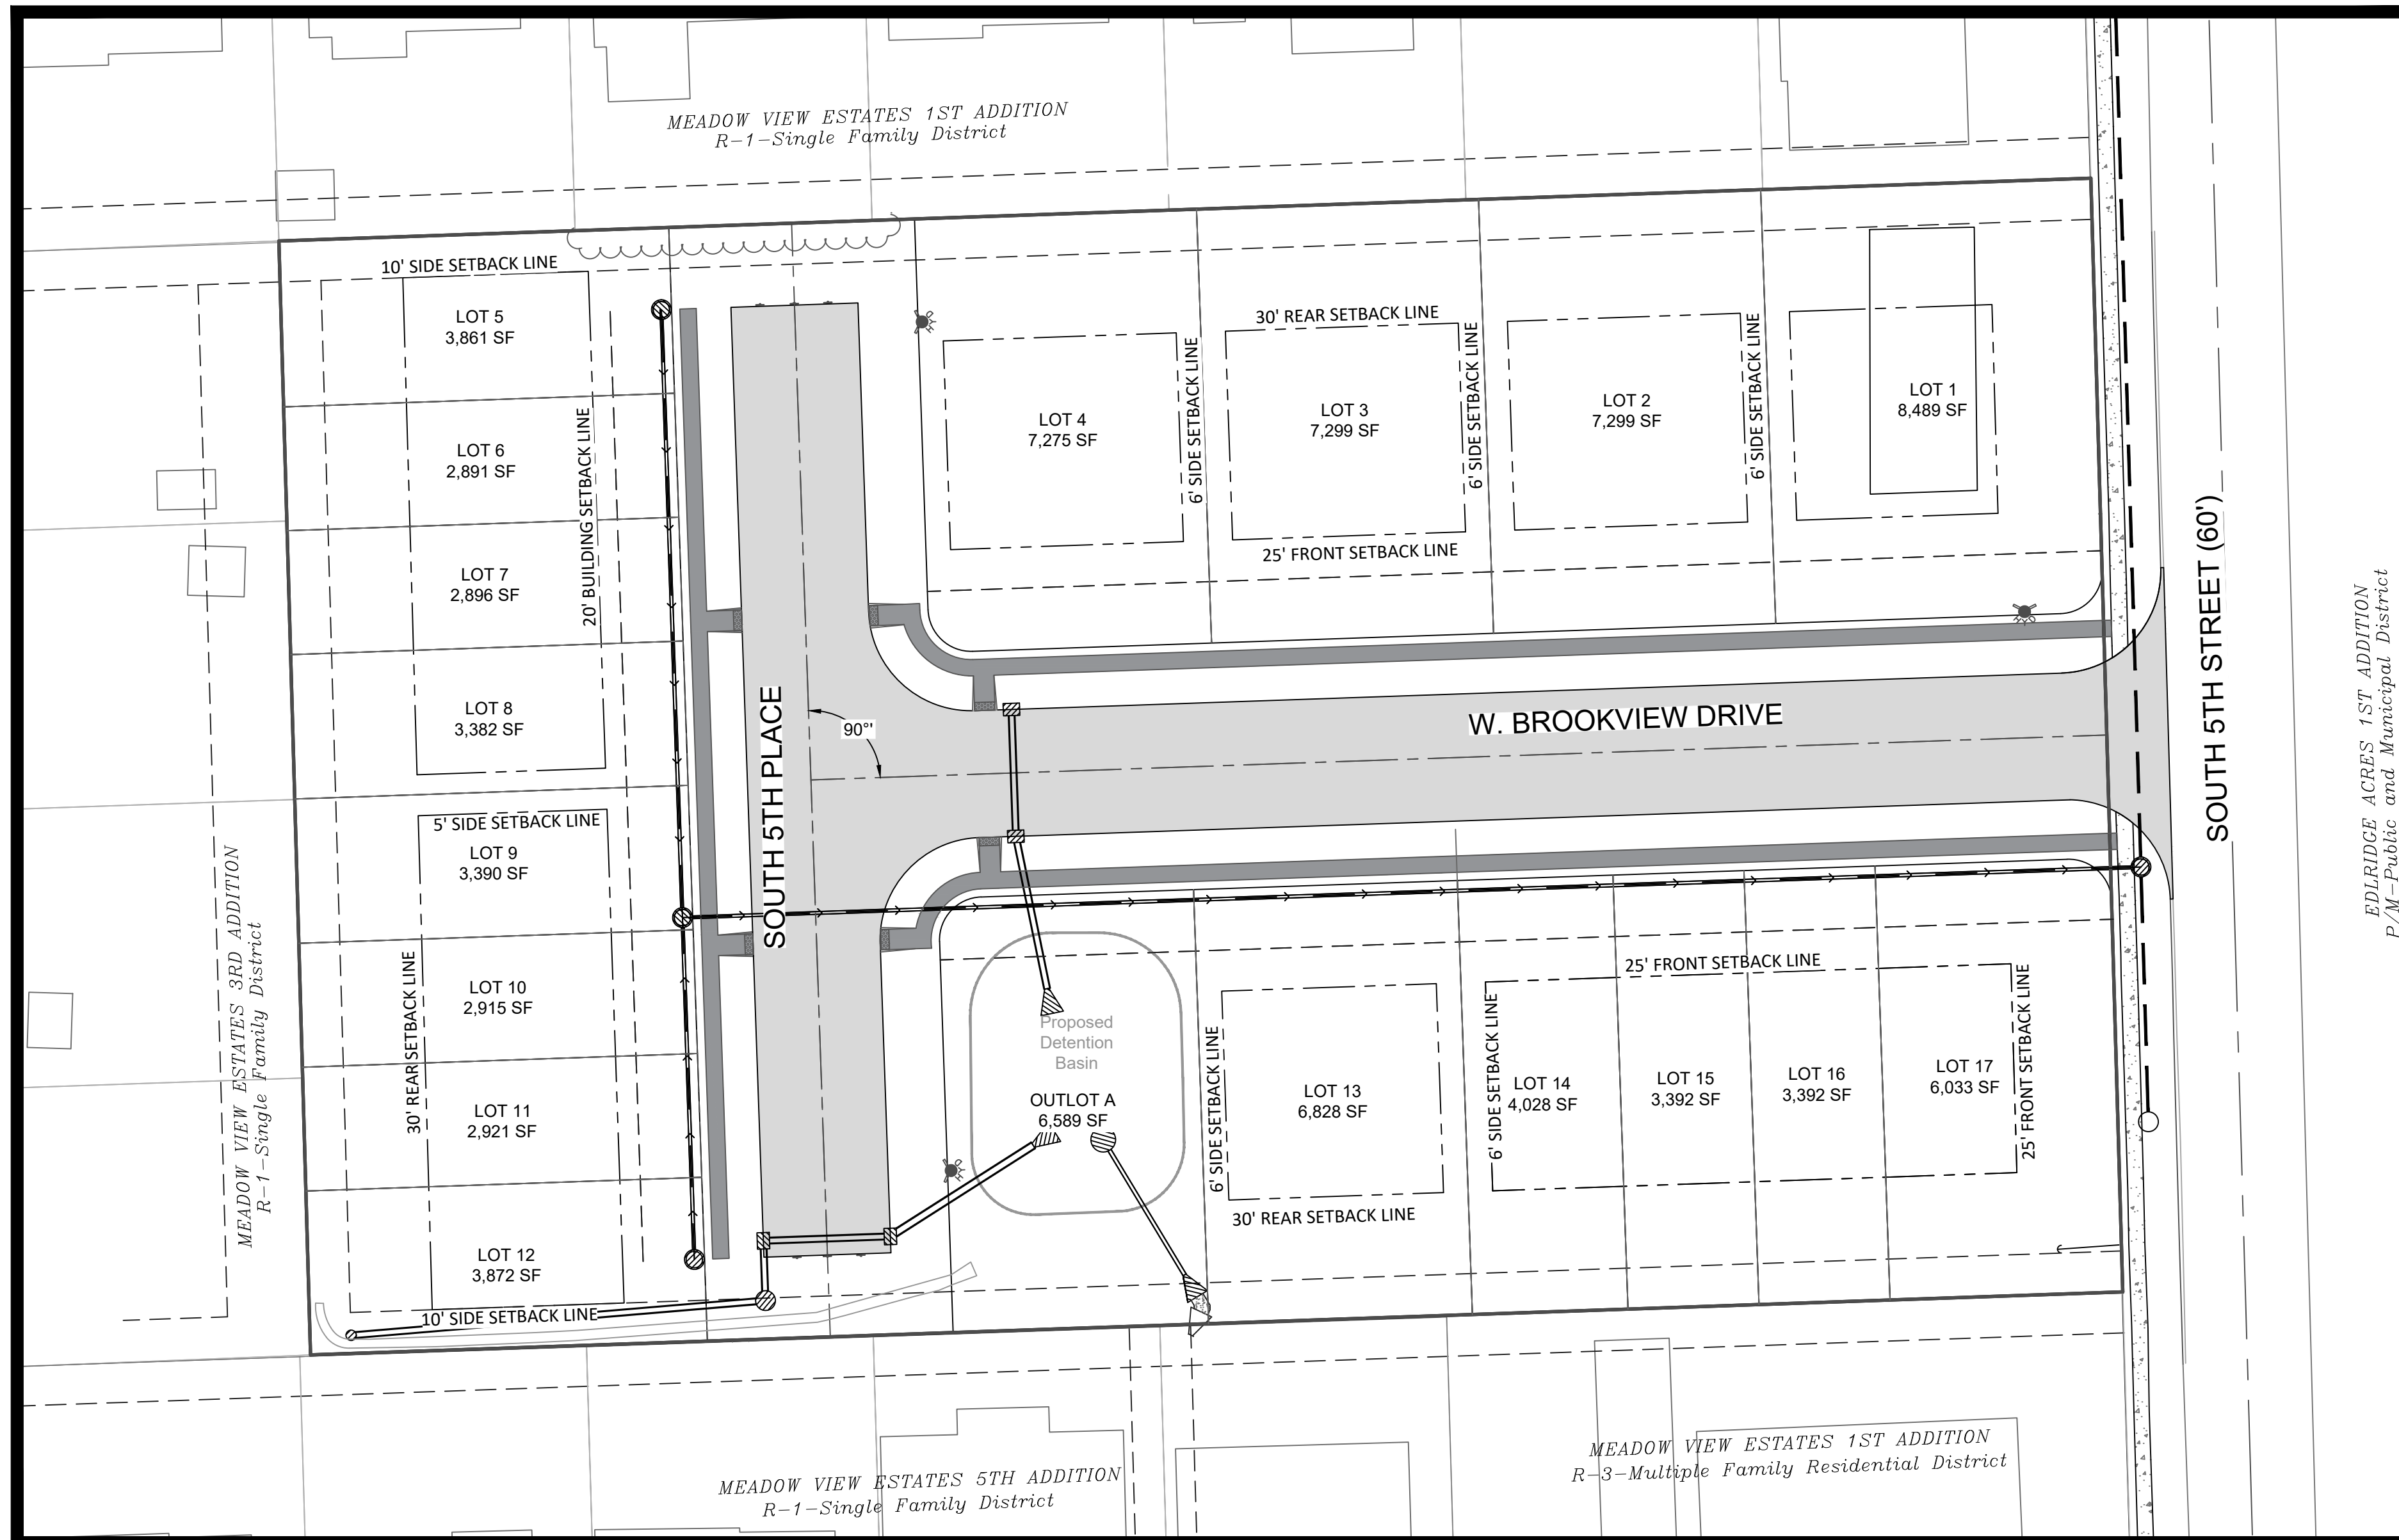 MEADOW VIEW ESTATES 1ST ADDITION
R-1-Single Family District
10' SIDE SETBACK LINE
LOT 5
3,861 SF
LOT 6
2,891 SF
20' BUILDING SETBACK LINE
LOT 7
2,896 SF
LOT 8
3,382 SF
5' SIDE SETBACK LINE
LOT 9
3,390 SF
30' REAR SETBACK LINE
LOT 10
2,915 SF
LOT 11
2,921 SF
LOT 12
3,872 SF
10' SIDE SETBACK LINE
MEADOW VIEW ESTATES 3RD ADDITION
R-1-Single Family District
SOUTH 5TH PLACE
90°'
LOT 4
7,275 SF
6' SIDE SETBACK LINE
30' REAR SETBACK LINE
LOT 3
7,299 SF
25' FRONT SETBACK LINE
6' SIDE SETBACK LINE
LOT 2
7,299 SF
6' SIDE SETBACK LINE
LOT 1
8,489 SF
W. BROOKVIEW DRIVE
SOUTH 5TH STREET (60')
EDLRIDGE ACRES 1ST ADDITION
P/M-Public and Municipal District
Proposed
Detention
Basin
OUTLOT A
6,589 SF
6' SIDE SETBACK LINE
LOT 13
6,828 SF
30' REAR SETBACK LINE
6' SIDE SETBACK LINE
LOT 14
4,028 SF
25' FRONT SETBACK LINE
LOT 15
3,392 SF
LOT 16
3,392 SF
LOT 17
6,033 SF
25' FRONT SETBACK LINE
MEADOW VIEW ESTATES 5TH ADDITION
R-1-Single Family District
MEADOW VIEW ESTATES 1ST ADDITION
R-3-Multiple Family Residential District